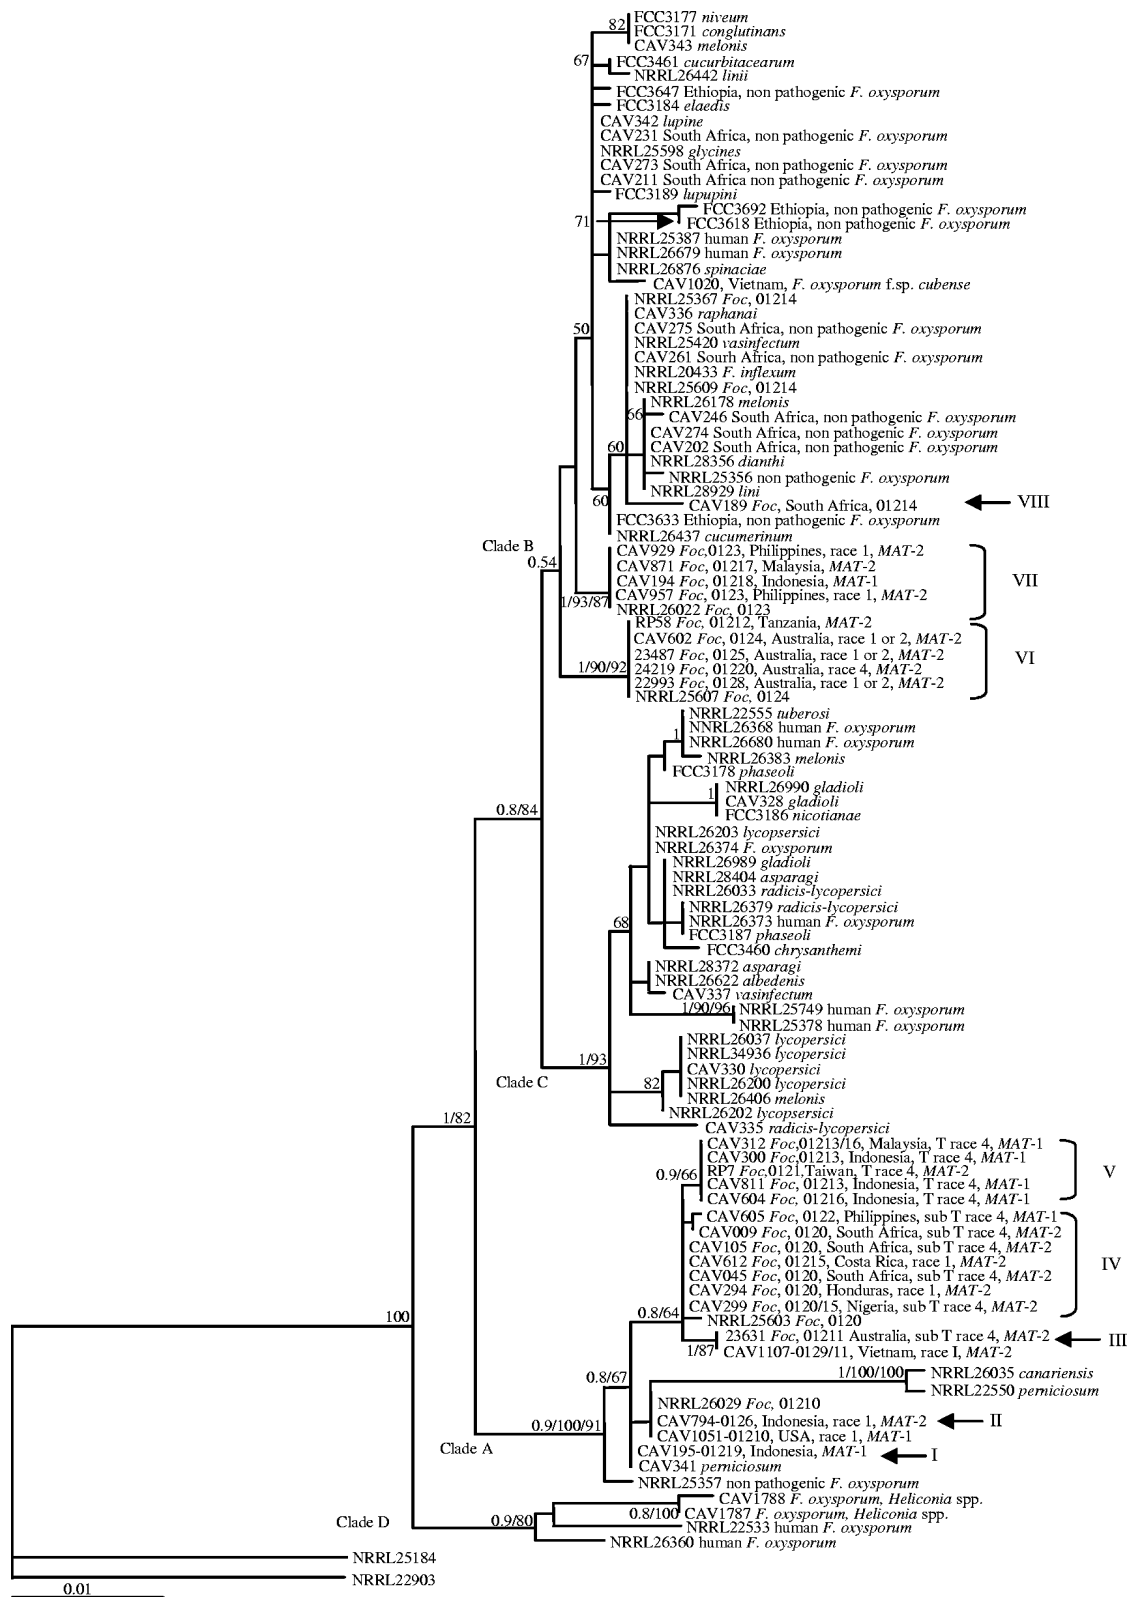 82
FCC3177 niveum
FCC3171 conglutinans
CAV343 melonis
67
FCC3461 cucurbitacearum
NRRL26442 linii
FCC3647 Ethiopia, non pathogenic F. oxysporum
FCC3184 elaedis
CAV342 lupine
CAV231 South Africa, non pathogenic F. oxysporum
NRRL25598 glycines
CAV273 South Africa, non pathogenic F. oxysporum
CAV211 South Africa non pathogenic F. oxysporum
FCC3189 lupupini
FCC3692 Ethiopia, non pathogenic F. oxysporum
71
FCC3618 Ethiopia, non pathogenic F. oxysporum
NRRL25387 human F. oxysporum
NRRL26679 human F. oxysporum
NRRL26876 spinaciae
CAV1020, Vietnam, F. oxysporum f.sp. cubense
NRRL25367 Foc, 01214
CAV336 raphanai
50
CAV275 South Africa, non pathogenic F. oxysporum
NRRL25420 vasinfectum
CAV261 Sourh Africa, non pathogenic F. oxysporum
NRRL20433 F. inflexum
NRRL25609 Foc, 01214
NRRL26178 melonis
66
CAV246 South Africa, non pathogenic F. oxysporum
CAV274 South Africa, non pathogenic F. oxysporum
60
CAV202 South Africa, non pathogenic F. oxysporum
NRRL28356 dianthi
NRRL25356 non pathogenic F. oxysporum
NRRL28929 lini
60
CAV189 Foc, South Africa, 01214
VIII
FCC3633 Ethiopia, non pathogenic F. oxysporum
NRRL26437 cucumerinum
Clade B
0.54
CAV929 Foc,0123, Philippines, race 1, MAT-2
CAV871 Foc, 01217, Malaysia, MAT-2
CAV194 Foc, 01218, Indonesia, MAT-1
VII
CAV957 Foc, 0123, Philippines, race 1, MAT-2
1/93/87
NRRL26022 Foc, 0123
RP58 Foc, 01212, Tanzania, MAT-2
CAV602 Foc, 0124, Australia, race 1 or 2, MAT-2
23487 Foc, 0125, Australia, race 1 or 2, MAT-2
VI
1/90/92
24219 Foc, 01220, Australia, race 4, MAT-2
22993 Foc, 0128, Australia, race 1 or 2, MAT-2
NRRL25607 Foc, 0124
NRRL22555 tuberosi
NNRL26368 human F. oxysporum
1
NRRL26680 human F. oxysporum
NRRL26383 melonis
FCC3178 phaseoli
NRRL26990 gladioli
1
CAV328 gladioli
0.8/84
FCC3186 nicotianae
NRRL26203 lycopsersici
NRRL26374 F. oxysporum
NRRL26989 gladioli
NRRL28404 asparagi
NRRL26033 radicis-lycopersici
NRRL26379 radicis-lycopersici
68
NRRL26373 human F. oxysporum
FCC3187 phaseoli
FCC3460 chrysanthemi
NRRL28372 asparagi
NRRL26622 albedenis
CAV337 vasinfectum
1/90/96
NRRL25749 human F. oxysporum
NRRL25378 human F. oxysporum
NRRL26037 lycopersici
NRRL34936 lycopersici
1/93
CAV330 lycopersici
Clade C
82
NRRL26200 lycopersici
NRRL26406 melonis
NRRL26202 lycopsersici
1/82
CAV335 radicis-lycopersici
CAV312 Foc,01213/16, Malaysia, T race 4, MAT-1
CAV300 Foc,01213, Indonesia, T race 4, MAT-1
0.9/66
RP7 Foc,0121,Taiwan, T race 4, MAT-2
V
CAV811 Foc, 01213, Indonesia, T race 4, MAT-1
CAV604 Foc, 01216, Indonesia, T race 4, MAT-1
CAV605 Foc, 0122, Philippines, sub T race 4, MAT-1
CAV009 Foc, 0120, South Africa, sub T race 4, MAT-2
CAV105 Foc, 0120, South Africa, sub T race 4, MAT-2
CAV612 Foc, 01215, Costa Rica, race 1, MAT-2
IV
CAV045 Foc, 0120, South Africa, sub T race 4, MAT-2
CAV294 Foc, 0120, Honduras, race 1, MAT-2
CAV299 Foc, 0120/15, Nigeria, sub T race 4, MAT-2
100
0.8/64
NRRL25603 Foc, 0120
23631 Foc, 01211 Australia, sub T race 4, MAT-2
III
1/87
CAV1107-0129/11, Vietnam, race I, MAT-2
0.8/67
1/100/100
NRRL26035 canariensis
NRRL22550 perniciosum
NRRL26029 Foc, 01210
CAV794-0126, Indonesia, race 1, MAT-2
II
0.9/100/91
CAV1051-01210, USA, race 1, MAT-1
Clade A
CAV195-01219, Indonesia, MAT-1
I
CAV341 perniciosum
NRRL25357 non pathogenic F. oxysporum
CAV1788 F. oxysporum, Heliconia spp.
0.8/100
CAV1787 F. oxysporum, Heliconia spp.
Clade D
0.9/80
NRRL22533 human F. oxysporum
NRRL26360 human F. oxysporum
NRRL25184
NRRL22903
0.01